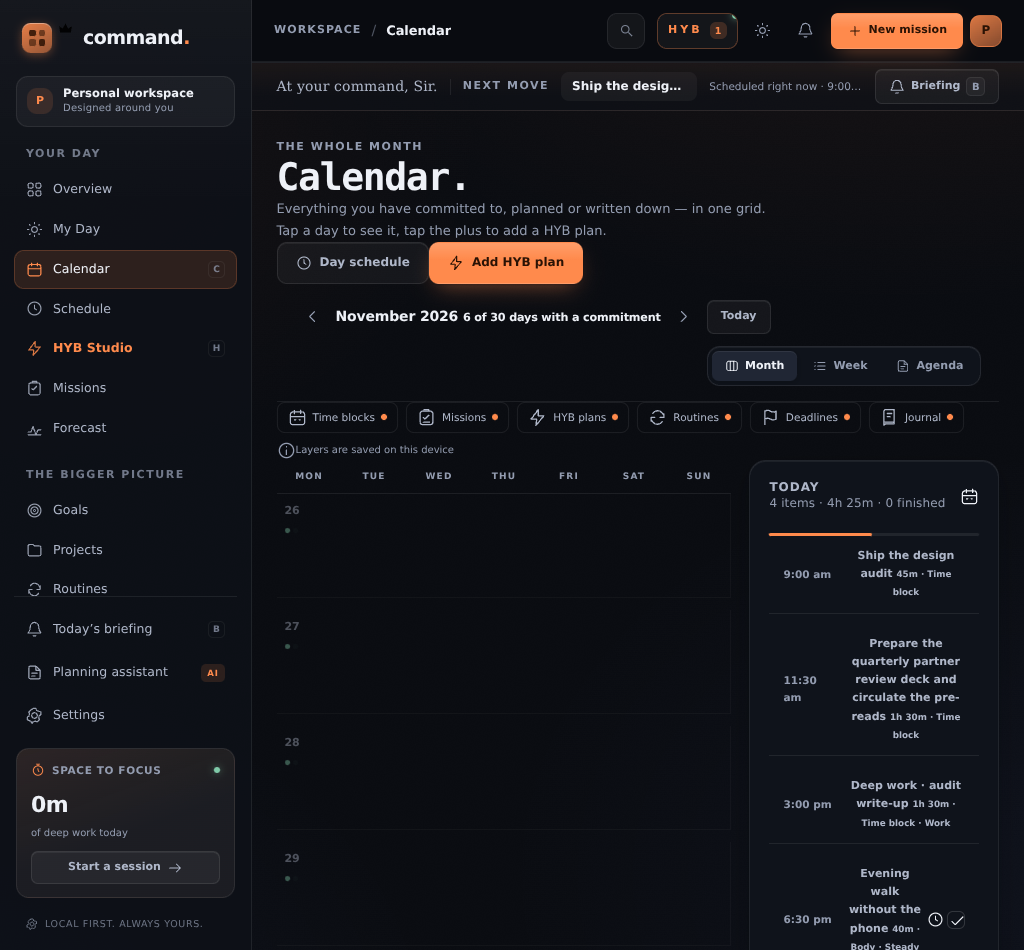 command.
Personal workspace
Designed around you
P
YOUR DAY
Overview
My Day
Calendar C
Schedule
HYB Studio H
Missions
Forecast
THE BIGGER PICTURE
Goals
Projects
Routines
Today's briefing B
Planning assistant AI
Settings
SPACE TO FOCUS
0m
of deep work today
Start a session
LOCAL FIRST. ALWAYS YOURS.
WORKSPACE / Calendar
HYB 1
New mission
P
At your command, Sir.
NEXT MOVE
Ship the desig…
Scheduled right now · 9:00…
Briefing B
THE WHOLE MONTH
Calendar.
Everything you have committed to, planned or written down — in one grid.
Tap a day to see it, tap the plus to add a HYB plan.
Day schedule
Add HYB plan
November 2026 6 of 30 days with a commitment
Today
Month
Week
Agenda
Time blocks
Missions
HYB plans
Routines
Deadlines
Journal
Layers are saved on this device
MON TUE WED THU FRI SAT SUN
26
27
28
29
TODAY
4 items · 4h 25m · 0 finished
9:00 am
Ship the design
audit 45m · Time
block
11:30
am
Prepare the
quarterly partner
review deck and
circulate the pre-
reads 1h 30m · Time
block
3:00 pm
Deep work · audit
write-up 1h 30m ·
Time block · Work
6:30 pm
Evening
walk
without the
phone 40m ·
Body · Steady